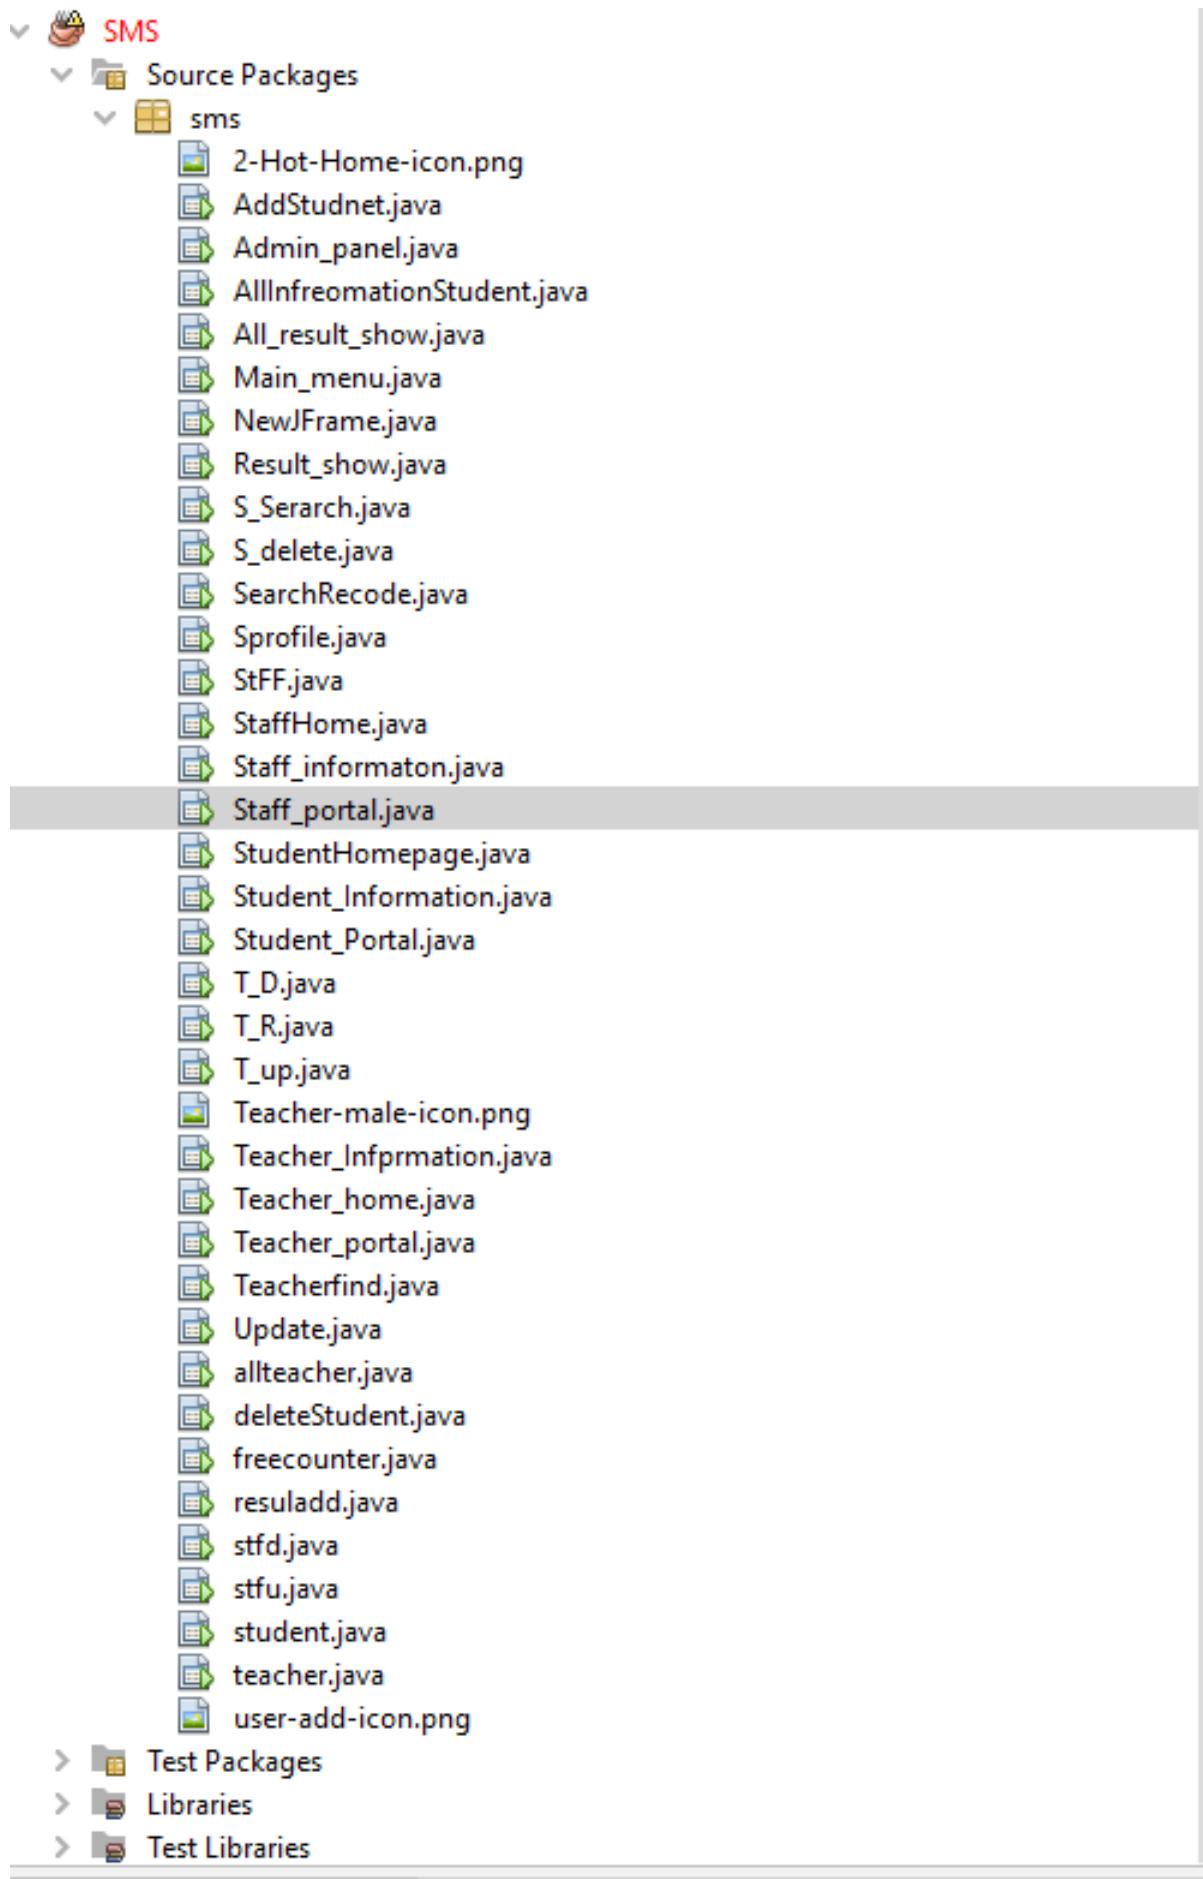 SMS
Source Packages
sms
2-Hot-Home-icon.png
AddStudnet.java
Admin_panel.java
AllInfreomationStudent.java
All_result_show.java
Main_menu.java
NewJFrame.java
Result_show.java
S_Serarch.java
S_delete.java
SearchRecode.java
Sprofile.java
StFF.java
StaffHome.java
Staff_informaton.java
Staff_portal.java
StudentHomepage.java
Student_Information.java
Student_Portal.java
T_D.java
T_R.java
T_up.java
Teacher-male-icon.png
Teacher_Infprmation.java
Teacher_home.java
Teacher_portal.java
Teacherfind.java
Update.java
allteacher.java
deleteStudent.java
freecounter.java
resuladd.java
stfd.java
stfu.java
student.java
teacher.java
user-add-icon.png
Test Packages
Libraries
Test Libraries